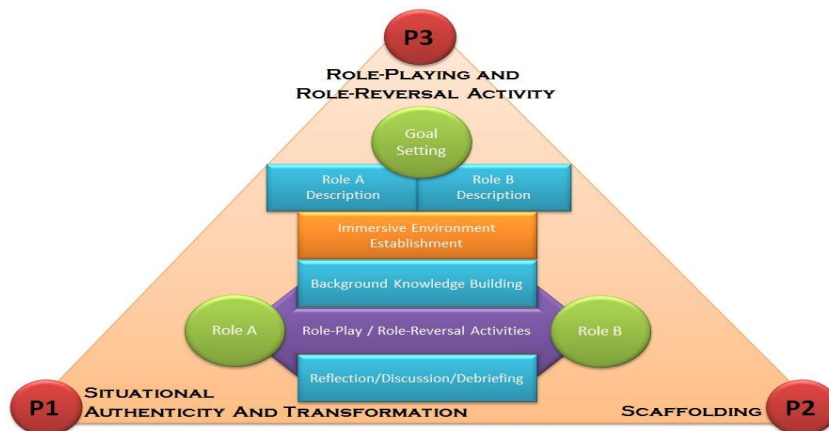 P3
ROLE-PLAYING AND
ROLE-REVERSAL ACTIVITY
Goal
Setting
Role A
Description
Role B
Description
Immersive Environment
Establishment
Background Knowledge Building
Role A
Role-Play / Role-Reversal Activities
Role B
Reflection/Discussion/Debriefing
P1
SITUATIONAL
AUTHENTICITY AND TRANSFORMATION
SCAFFOLDING
P2